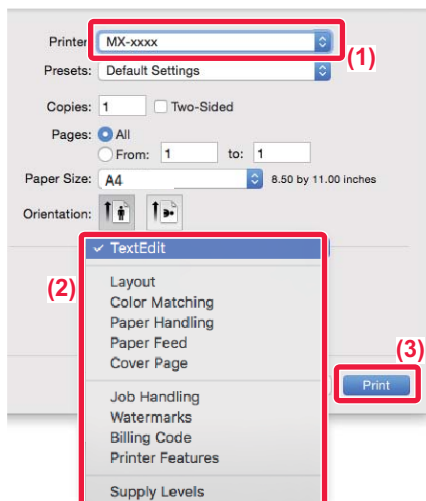 Printer: MX-xxxx
(1)
Presets: Default Settings
Copies: 1 Two-Sided
Pages: All
From: 1 to: 1
Paper Size: A4 8.50 by 11.00 inches
Orientation:
✓ TextEdit
(2)
Layout
Color Matching
Paper Handling
Paper Feed
Cover Page
(3)
Print
Job Handling
Watermarks
Billing Code
Printer Features
Supply Levels